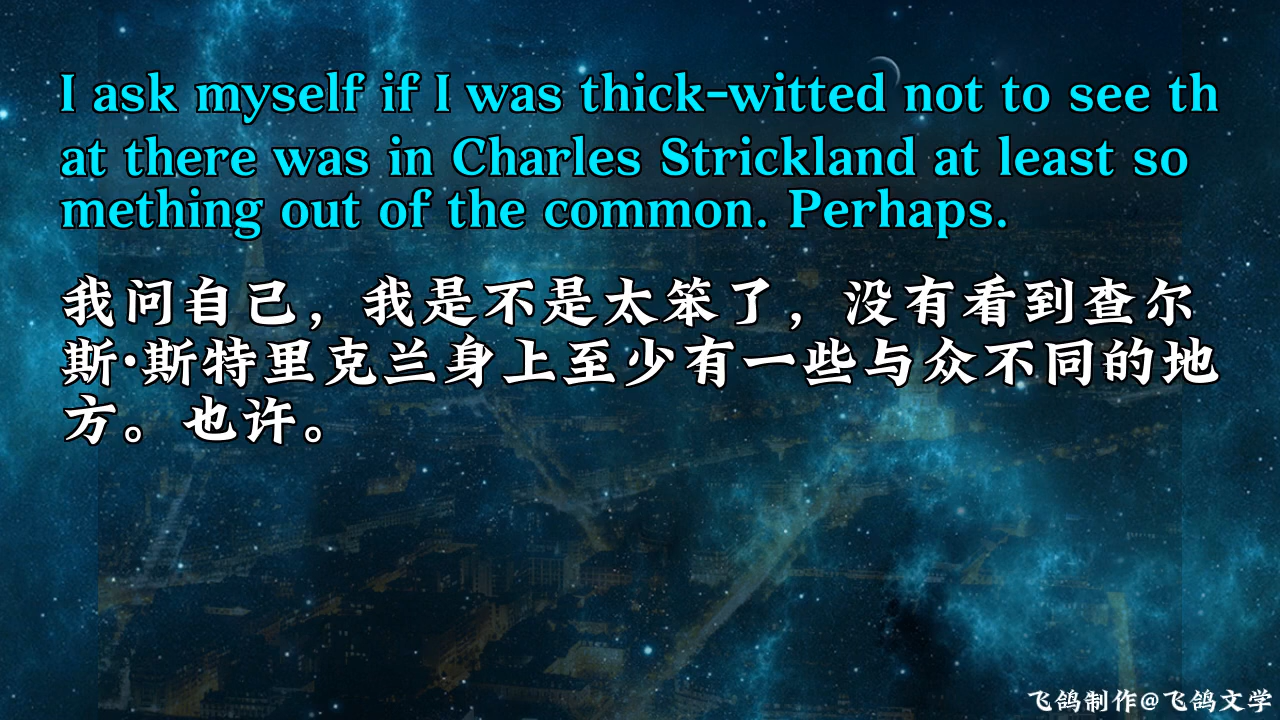 I ask myself if I was thick-witted not to see th
at there was in Charles Strickland at least so
mething out of the common. Perhaps.
我问自己，我是不是太笨了，没有看到查尔
斯·斯特里克兰身上至少有一些与众不同的地
方。也许。
飞鸽制作@飞鸽文学